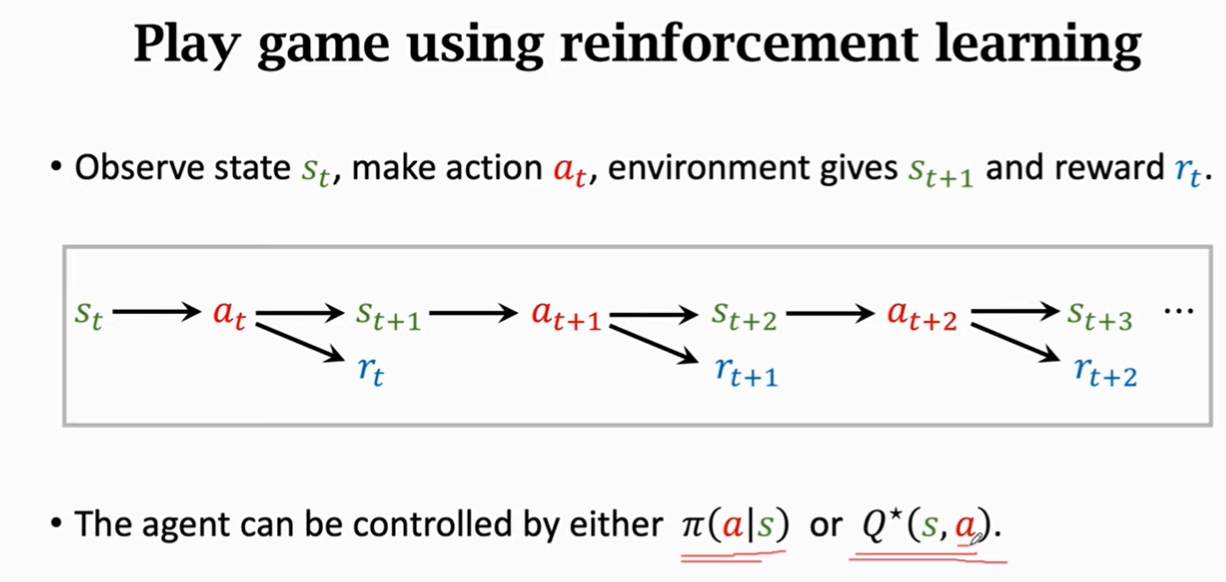 Play game using reinforcement learning
• Observe state s_t, make action a_t, environment gives s_{t+1} and reward r_t.
s_t → a_t → s_{t+1} → a_{t+1} → s_{t+2} → a_{t+2} → s_{t+3} ⋯
r_t r_{t+1} r_{t+2}
• The agent can be controlled by either π(a|s) or Q*(s, a).